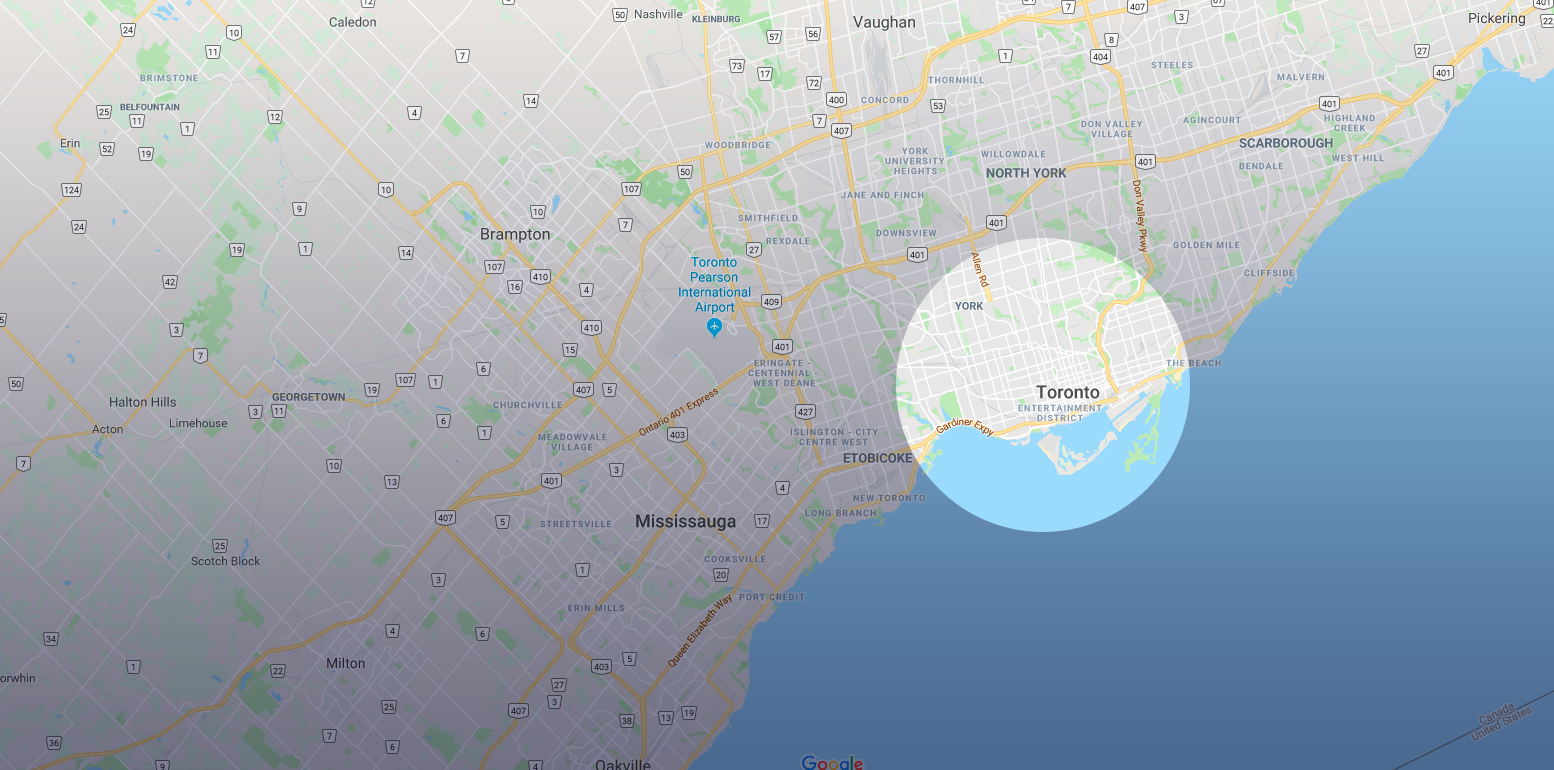 Caledon
12
50
Nashville
KLEINBURG
Vaughan
7
407
3
Pickering
401
22
24
10
11
57
56
8
404
27
401
7
1
STEELES
BRIMSTONE
73
17
72
THORNHILL
MALVERN
25
BELFOUNTAIN
11
1
12
4
14
400
CONCORD
53
401
7
407
DON VALLEY
VILLAGE
AGINCOURT
HIGHLAND
CREEK
Erin
52
19
WOODBRIDGE
YORK
UNIVERSITY
HEIGHTS
WILLOWDALE
NORTH YORK
401
SCARBOROUGH
BENDALE
WEST HILL
124
10
107
50
JANE AND FINCH
Don Valley Pkwy
24
9
10
7
SMITHFIELD
401
19
1
14
Brampton
27
REXDALE
DOWNSVIEW
401
GOLDEN MILE
42
107
16
410
4
Toronto
Pearson
International
Airport
409
Allen Rd
CLIFFSIDE
YORK
3
7
410
15
401
50
19
107
1
6
407
5
ERINGATE -
CENTENNIAL -
WEST DEANE
THE BEACH
Halton Hills
3
11
GEORGETOWN
CHURCHVILLE
Ontario 401 Express
427
Toronto
ENTERTAINMENT
DISTRICT
Acton
Limehouse
6
1
MEADOWVALE
VILLAGE
403
ISLINGTON - CITY
CENTRE WEST
Gardiner Expy
7
10
13
401
3
4
ETOBICOKE
407
5
STREETSVILLE
Mississauga
17
NEW TORONTO
LONG BRANCH
25
Scotch Block
3
1
COOKSVILLE
20
34
4
6
ERIN MILLS
PORT CREDIT
Queen Elizabeth Way
orwhin
1
22
Milton
403
5
27
3
25
407
38
13
19
36
7
6
9
4
Oakville
Google
Canada
United States